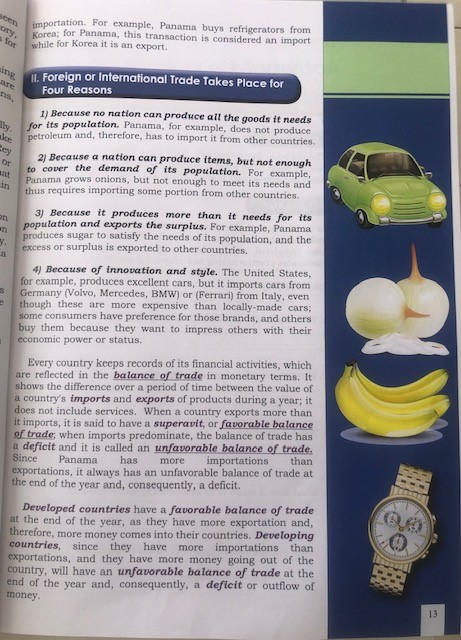 importation. For example, Panama buys refrigerators from
Korea; for Panama, this transaction is considered an import
while for Korea it is an export.
II. Foreign or International Trade Takes Place for
Four Reasons
1) Because no nation can produce all the goods it needs
for its population. Panama, for example, does not produce
petroleum and, therefore, has to import it from other countries.
2) Because a nation can produce items, but not enough
to cover the demand of its population. For example,
Panama grows onions, but not enough to meet its needs and
thus requires importing some portion from other countries.
3) Because it produces more than it needs for its
population and exports the surplus. For example, Panama
produces sugar to satisfy the needs of its population, and the
excess or surplus is exported to other countries.
4) Because of innovation and style. The United States,
for example, produces excellent cars, but it imports cars from
Germany (Volvo, Mercedes, BMW) or (Ferrari) from Italy, even
though these are more expensive than locally-made cars;
some consumers have preference for those brands, and others
buy them because they want to impress others with their
economic power or status.
Every country keeps records of its financial activities, which
are reflected in the balance of trade in monetary terms. It
shows the difference over a period of time between the value of
a country's imports and exports of products during a year; it
does not include services. When a country exports more than
it imports, it is said to have a superavit, or favorable balance
of trade; when imports predominate, the balance of trade has
a deficit and it is called an unfavorable balance of trade.
Since Panama has more importations than
exportations, it always has an unfavorable balance of trade at
the end of the year and, consequently, a deficit.
Developed countries have a favorable balance of trade
at the end of the year, as they have more exportation and,
therefore, more money comes into their countries. Developing
countries, since they have more importations than
exportations, and they have more money going out of the
country, will have an unfavorable balance of trade at the
end of the year and, consequently, a deficit or outflow of
money.
13